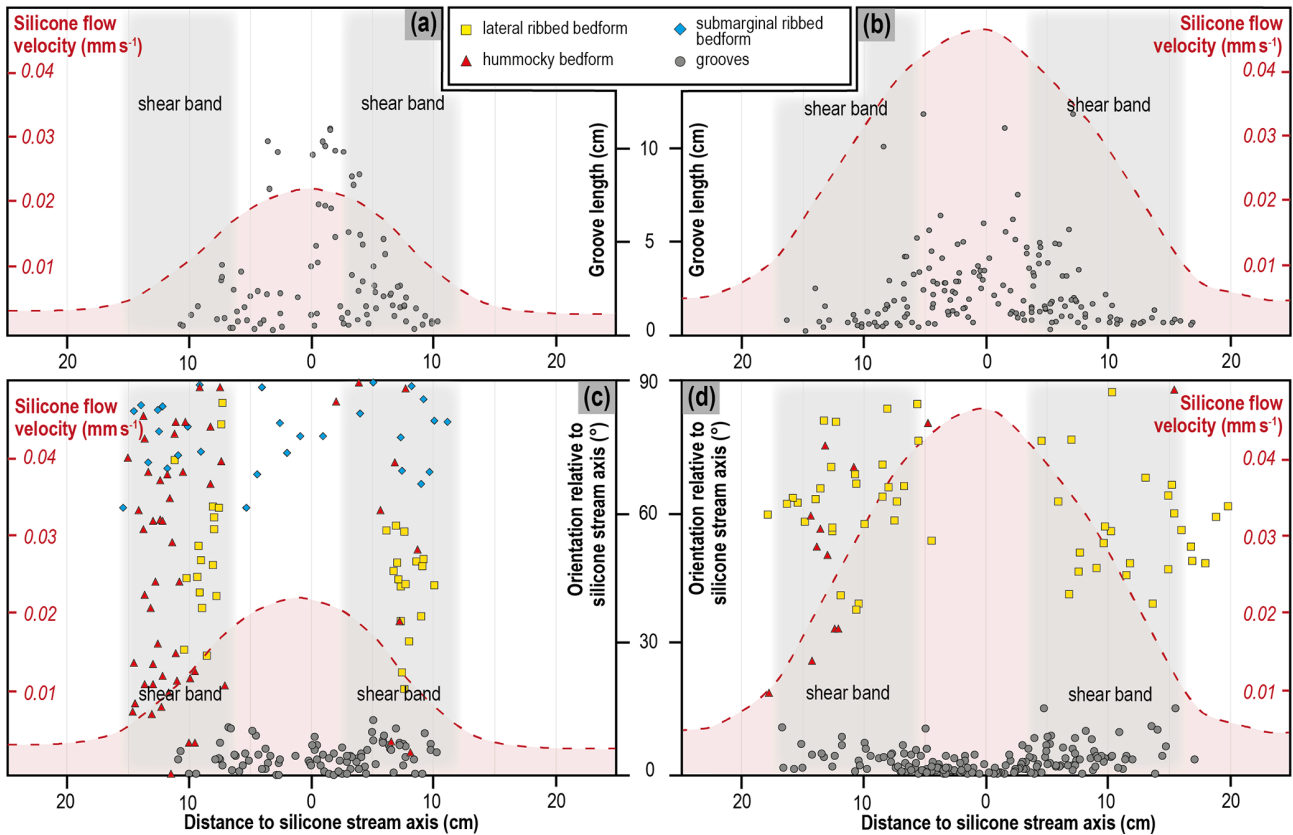 Silicone flow
velocity (mm s-1)
(a)
lateral ribbed bedform
hummocky bedform
submarginal ribbed
bedform
grooves
(b)
Silicone flow
velocity (mm s-1)
0.04
0.03
0.02
0.01
shear band
shear band
Groove length (cm)
10
5
0
Groove length (cm)
shear band
shear band
0.04
0.03
0.02
0.01
20
10
0
10
20
20
10
0
10
20
Silicone flow
velocity (mm s-1)
(c)
0.04
0.03
0.02
0.01
shear band
shear band
Orientation relative to
silicone stream axis (°)
90
60
30
0
(d)
Orientation relative to
silicone stream axis (°)
Silicone flow
velocity (mm s-1)
0.04
0.03
0.02
0.01
shear band
shear band
20
10
0
10
20
20
10
0
10
20
Distance to silicone stream axis (cm)
Distance to silicone stream axis (cm)